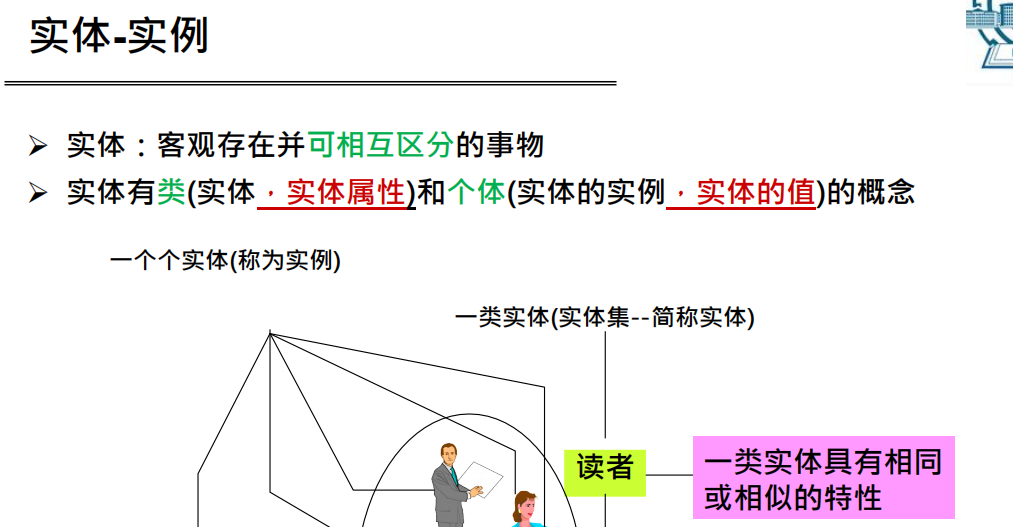 实体-实例
实体：客观存在并可相互区分的事物
实体有类(实体，实体属性)和个体(实体的实例，实体的值)的概念
一个个实体(称为实例)
一类实体(实体集--简称实体)
读者
一类实体具有相同
或相似的特性